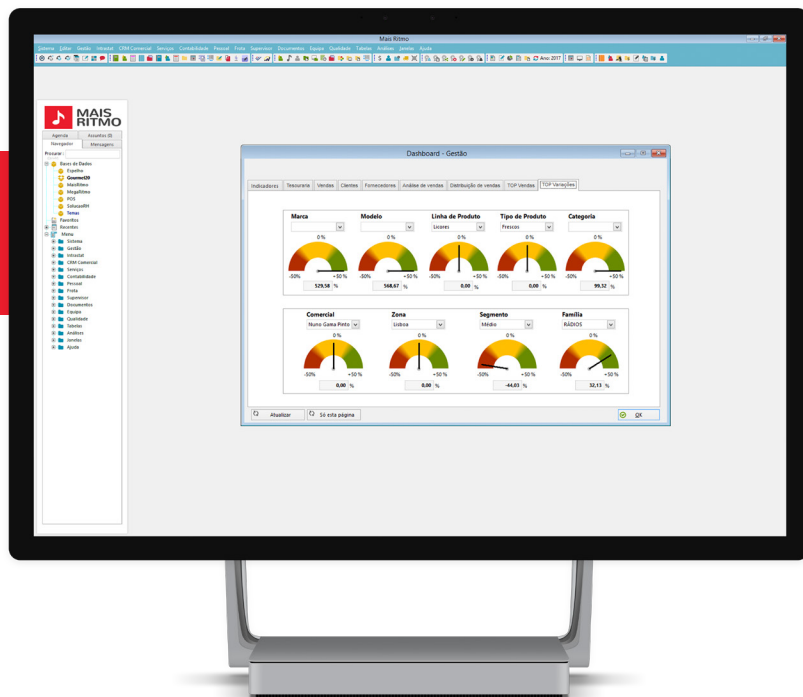 Mais Ritmo
Sistema Editar Gestão Intrastat CRM Comercial Serviços Contabilidade Pessoal Frota Supervisor Documentos Equipa Qualidade Tabelas Análises Janelas Ajuda
Ano: 2017
MAIS
RITMO
Agenda Assuntos (0)
Navegador Mensagens
Procurar :
Bases de Dados
Espelho
Gourmet20
MaisRitmo
MegaRitmo
POS
SolucaoRH
Temas
Favoritos
Recentes
Menu
Sistema
Gestão
Intrastat
CRM Comercial
Serviços
Contabilidade
Pessoal
Frota
Supervisor
Documentos
Equipa
Qualidade
Tabelas
Análises
Janelas
Ajuda
Dashboard - Gestão
Indicadores Tesouraria Vendas Clientes Fornecedores Análise de vendas Distribuição de vendas TOP Vendas TOP Variações
Marca Modelo Linha de Produto Tipo de Produto Categoria
Licores Frescos
0 % 0 % 0 % 0 % 0 %
-50% +50 % -50% +50 % -50% +50 % -50% +50 % -50% +50 %
529,58 % 568,67 % 0,00 % 0,00 % 99,32 %
Comercial Zona Segmento Família
Nuno Gama Pinto Lisboa Médio RÁDIOS
0 % 0 % 0 % 0 %
-50% +50 % -50% +50 % -50% +50 % -50% +50 %
0,00 % 0,00 % -44,03 % 32,13 %
Atualizar Só esta página OK